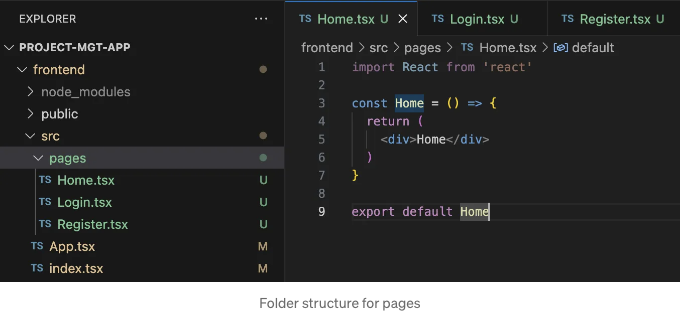 EXPLORER
PROJECT-MGT-APP
frontend
node_modules
public
src
pages
TS Home.tsx U
TS Login.tsx U
TS Register.tsx U
TS App.tsx M
TS index.tsx M
TS Home.tsx U
TS Login.tsx U
TS Register.tsx U
frontend > src > pages > TS Home.tsx > default
1 import React from 'react'
2
3 const Home = () => {
4 return (
5 <div>Home</div>
6 )
7 }
8
9 export default Home
Folder structure for pages